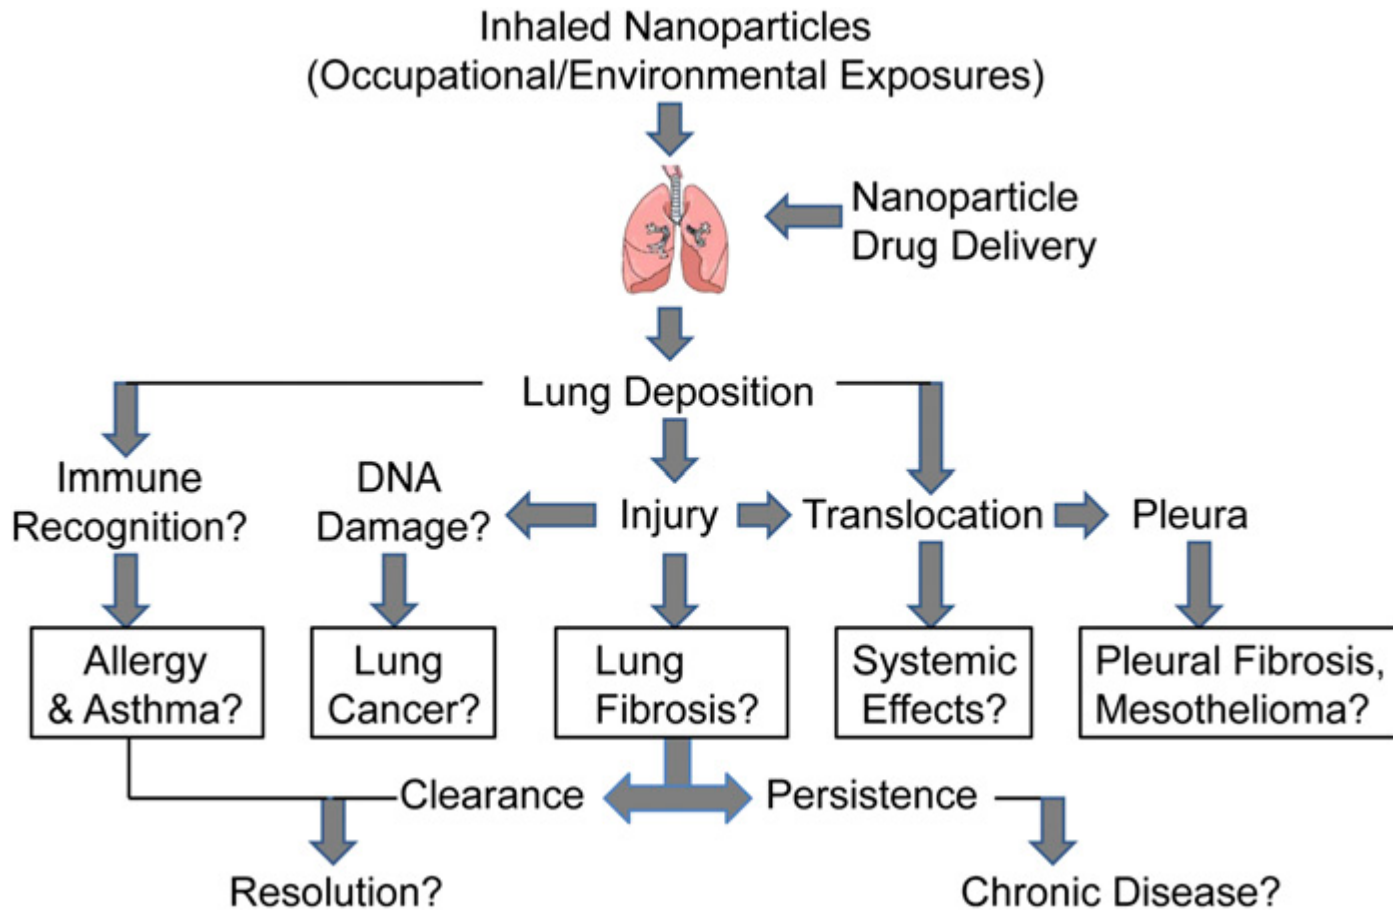 Inhaled Nanoparticles
(Occupational/Environmental Exposures)
Nanoparticle
Drug Delivery
Lung Deposition
Immune
Recognition?
DNA
Damage?
Injury
Translocation
Pleura
Allergy
& Asthma?
Lung
Cancer?
Lung
Fibrosis?
Systemic
Effects?
Pleural Fibrosis,
Mesothelioma?
Clearance
Persistence
Resolution?
Chronic Disease?